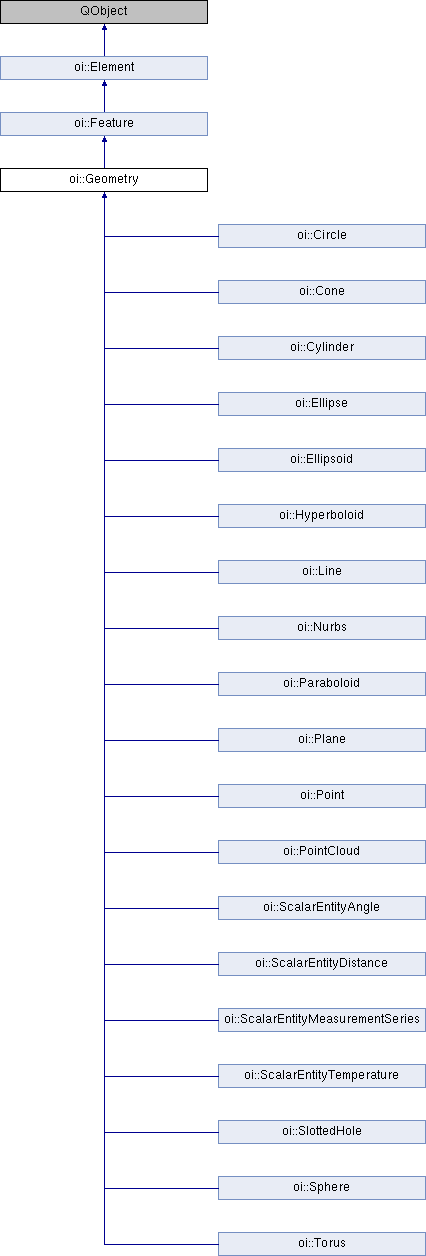 QObject
oi::Element
oi::Feature
oi::Geometry
oi::Circle
oi::Cone
oi::Cylinder
oi::Ellipse
oi::Ellipsoid
oi::Hyperboloid
oi::Line
oi::Nurbs
oi::Paraboloid
oi::Plane
oi::Point
oi::PointCloud
oi::ScalarEntityAngle
oi::ScalarEntityDistance
oi::ScalarEntityMeasurementSeries
oi::ScalarEntityTemperature
oi::SlottedHole
oi::Sphere
oi::Torus